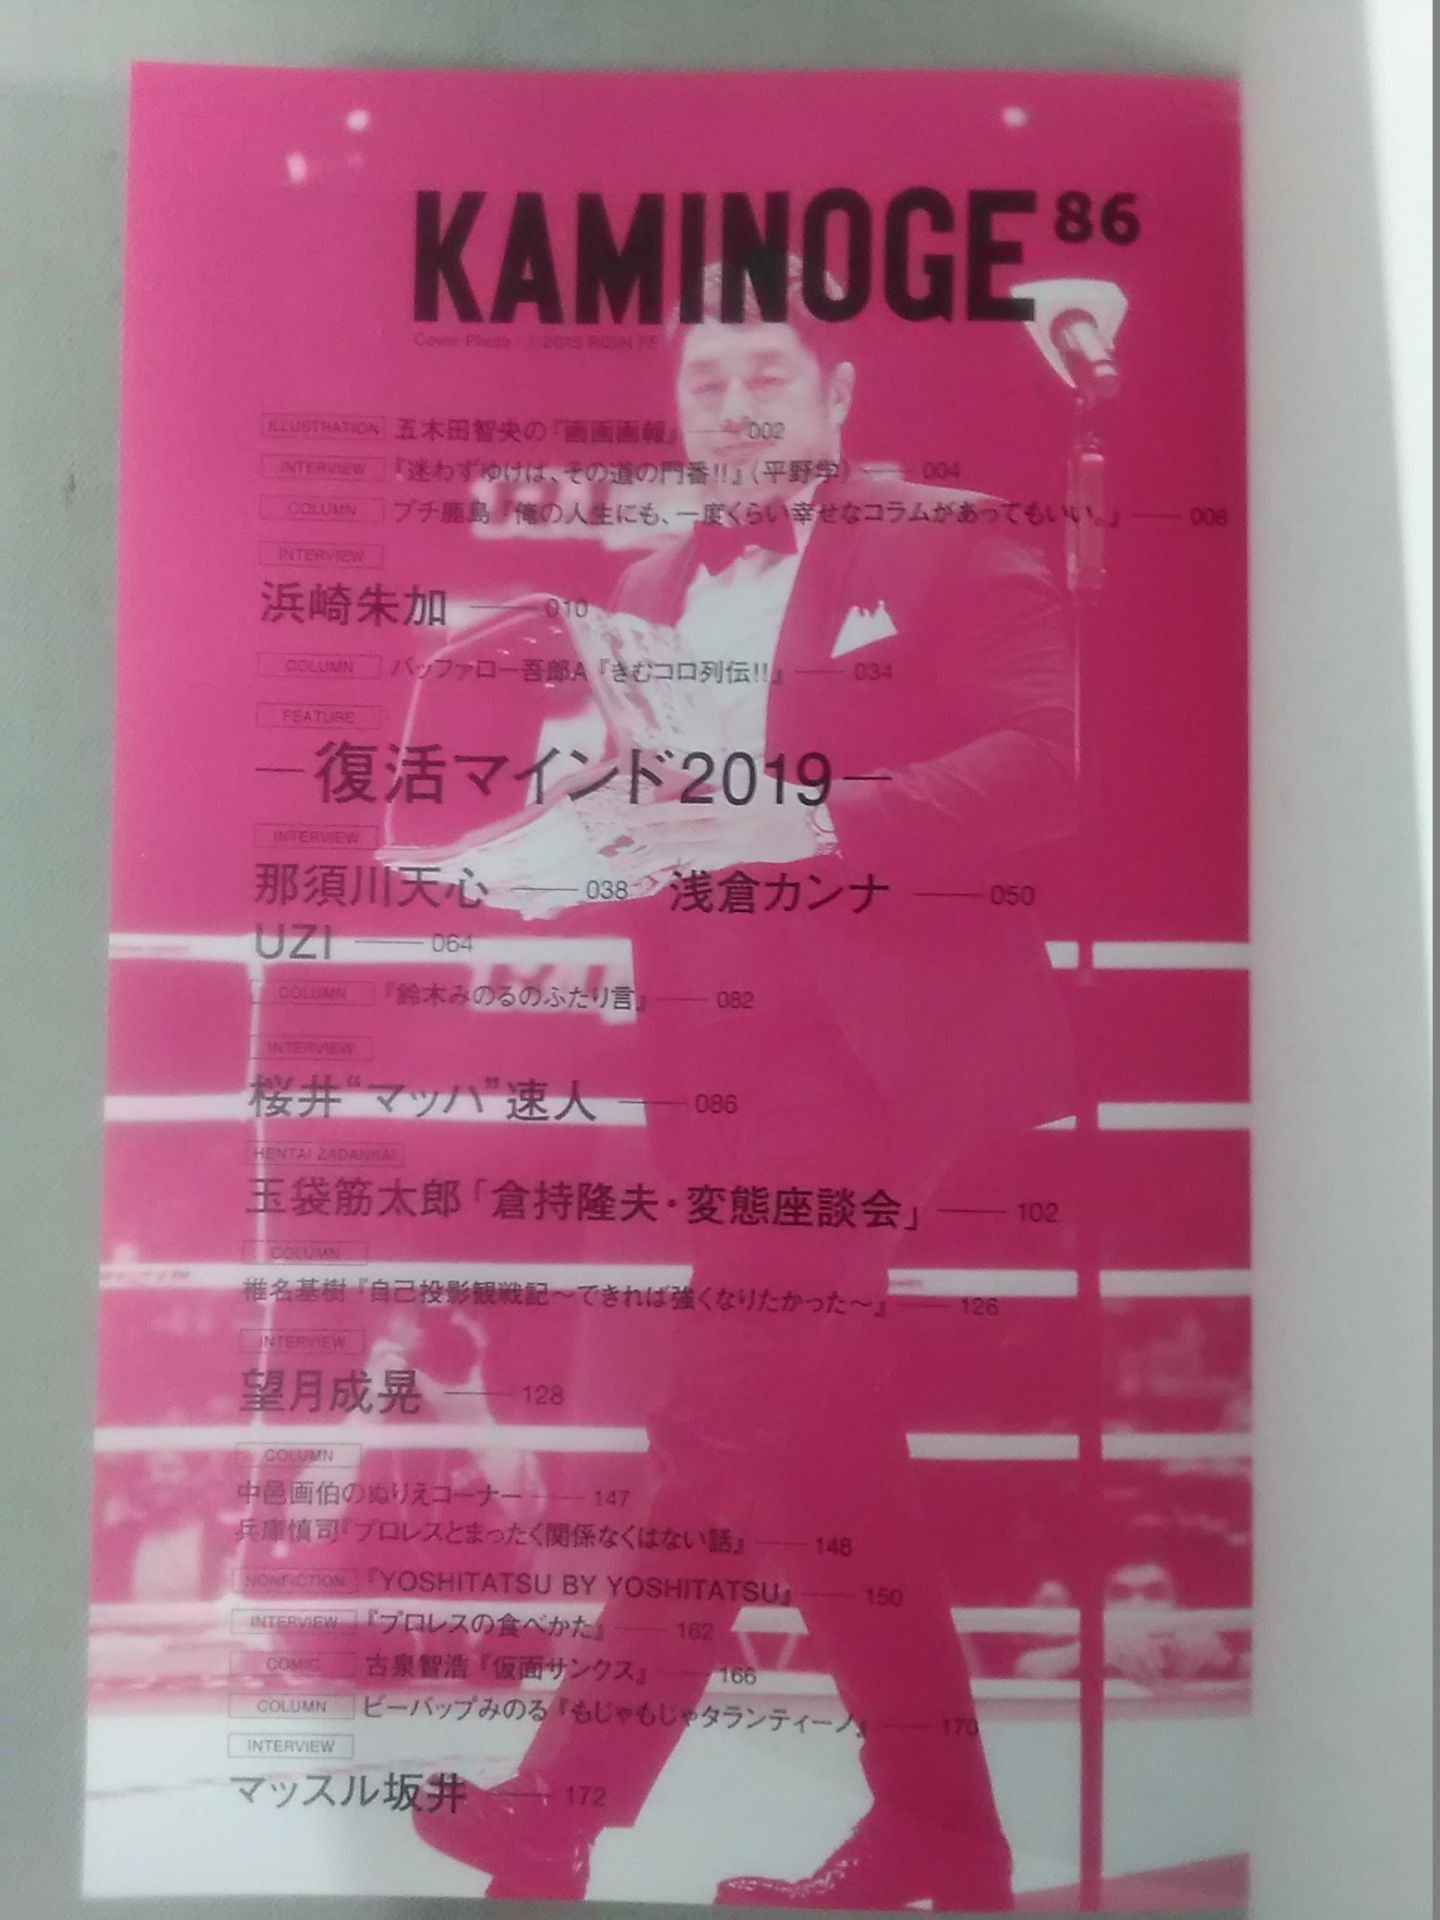 KAMINOGE 86
Cover Photo ©2018 RIZIN FF
ILLUSTRATION 五木田智央の『画画画報』 002
INTERVIEW 『迷わずゆけば、その道の門番!!』（平野学） 004
COLUMN プチ鹿島『俺の人生にも、一度くらい幸せなコラムがあってもいい。』 008
INTERVIEW
浜崎朱加 010
COLUMN バッファロー吾郎A『きむコロ列伝!!』 034
FEATURE
―復活マインド2019―
INTERVIEW
那須川天心 038 浅倉カンナ 050
UZI 064
COLUMN 『鈴木みのるのふたり言』 082
INTERVIEW
桜井“マッハ”速人 086
HENTAI ZADANKAI
玉袋筋太郎「倉持隆夫・変態座談会」 102
COLUMN
椎名基樹『自己投影観戦記〜できれば強くなりたかった〜』 126
INTERVIEW
望月成晃 128
COLUMN
中邑画伯のぬりえコーナー 147
兵庫慎司『プロレスとまったく関係なくはない話』 148
NONFICTION 『YOSHITATSU BY YOSHITATSU』 150
INTERVIEW 『プロレスの食べかた』 162
COMIC 古泉智浩『仮面サンクス』 166
COLUMN ビーバップみのる『もじゃもじゃタランティーノ』 170
INTERVIEW
マッスル坂井 172